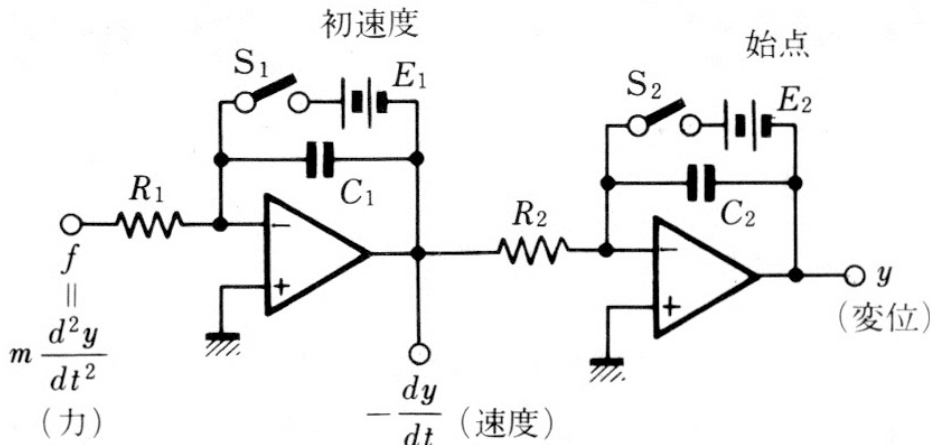 初速度
始点
S₁
E₁
S₂
E₂
C₁
C₂
R₁
R₂
−
+
−
+
f
=
m d²y/dt²
(力)
−dy/dt (速度)
y
(変位)